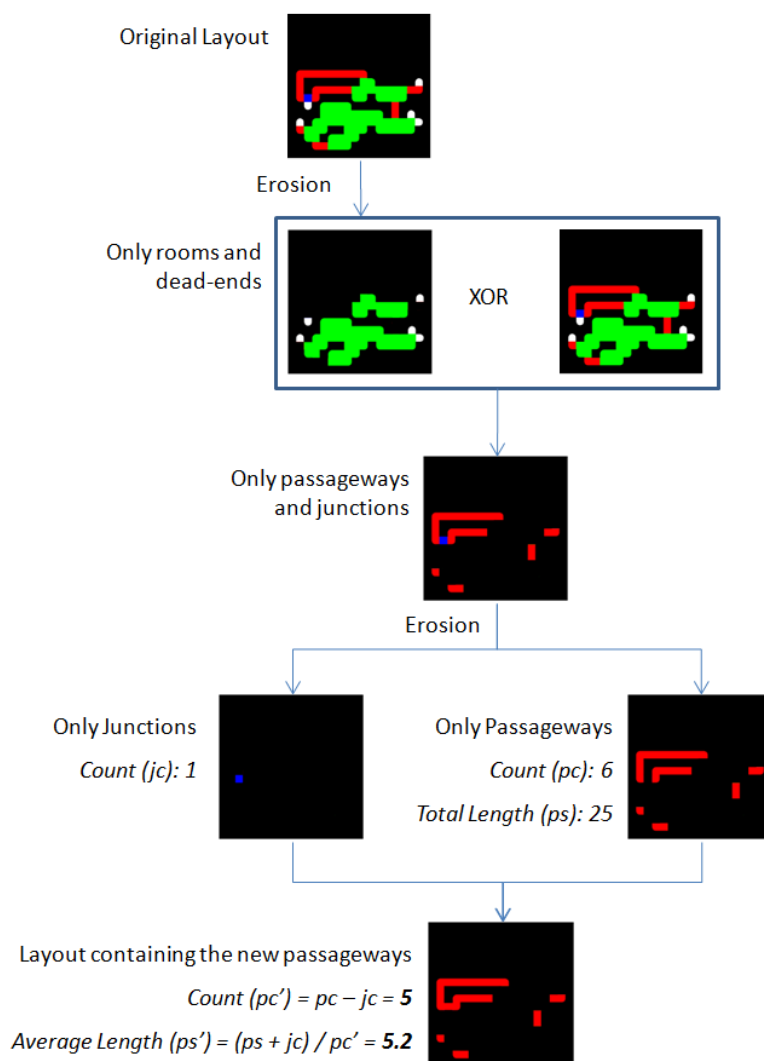 Original Layout
Erosion
Only rooms and
dead-ends
XOR
Only passageways
and junctions
Erosion
Only Junctions
Count (jc): 1
Only Passageways
Count (pc): 6
Total Length (ps): 25
Layout containing the new passageways
Count (pc’) = pc – jc = 5
Average Length (ps’) = (ps + jc) / pc’ = 5.2